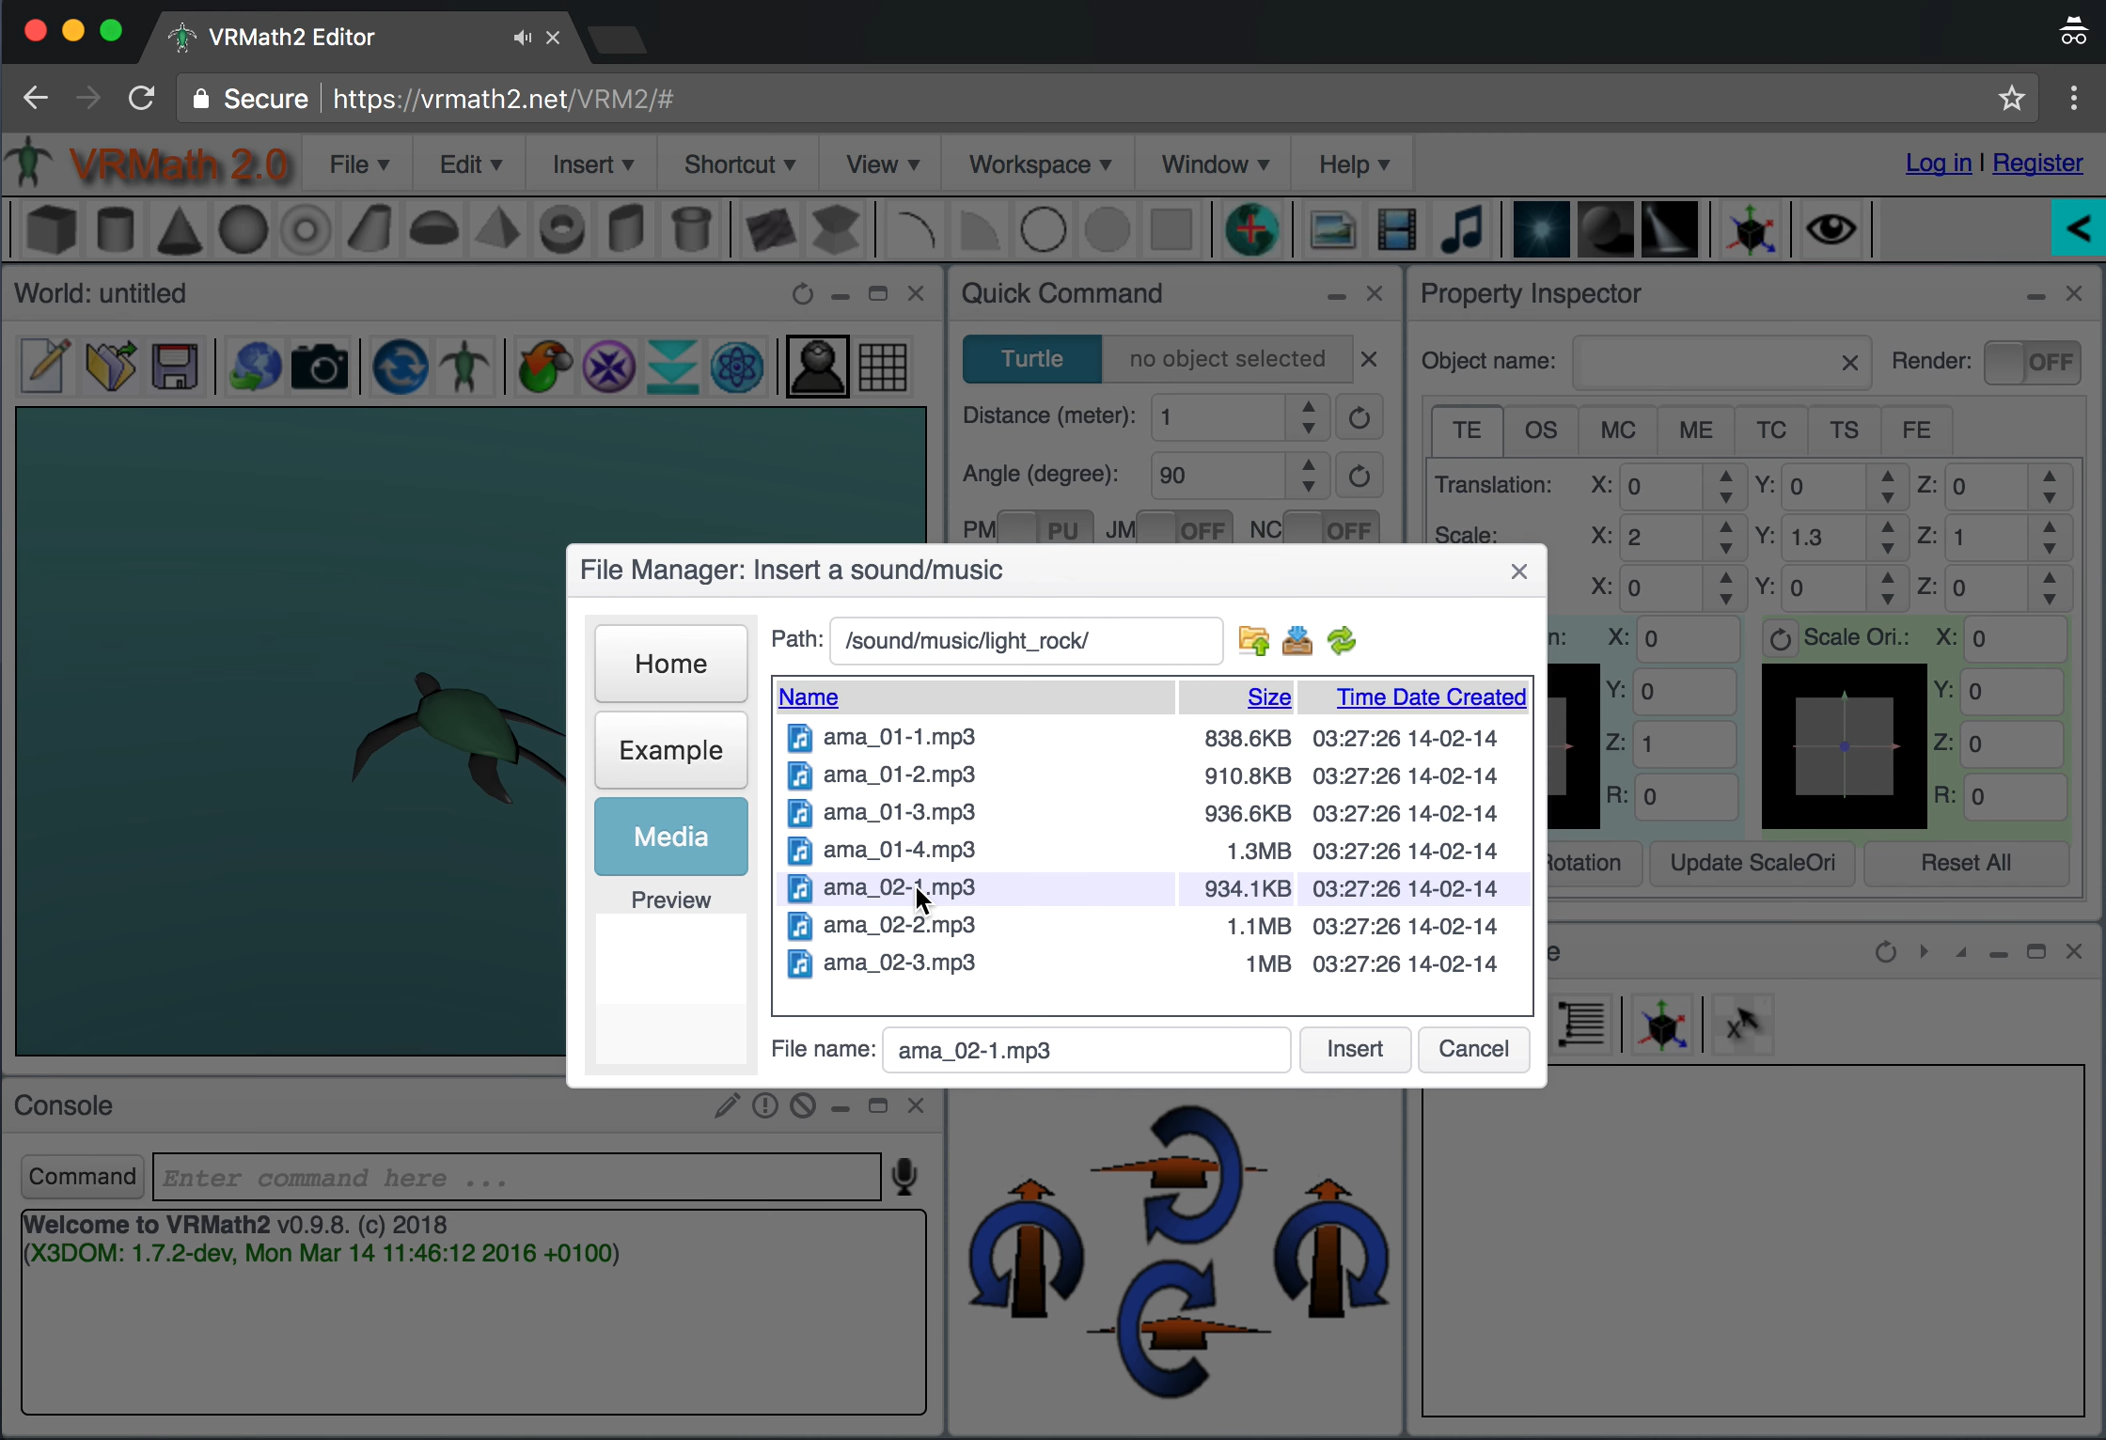 VRMath2 Editor
Secure https://vrmath2.net/VRM2/#
VRMath 2.0 File Edit Insert Shortcut View Workspace Window Help Log in | Register
World: untitled
Quick Command
Turtle no object selected
Distance (meter): 1
Angle (degree): 90
PM PU JM OFF NC OFF
Property Inspector
Object name: Render: OFF
TE OS MC ME TC TS FE
Translation: X: 0 Y: 0 Z: 0
Scale: X: 2 Y: 1.3 Z: 1
X: 0 Y: 0 Z: 0
n: X: 0 Scale Ori.: X: 0
Y: 0 Y: 0
Z: 1 Z: 0
R: 0 R: 0
Rotation Update ScaleOri Reset All
File Manager: Insert a sound/music
Home
Example
Media
Preview
Path: /sound/music/light_rock/
Name Size Time Date Created
ama_01-1.mp3 838.6KB 03:27:26 14-02-14
ama_01-2.mp3 910.8KB 03:27:26 14-02-14
ama_01-3.mp3 936.6KB 03:27:26 14-02-14
ama_01-4.mp3 1.3MB 03:27:26 14-02-14
ama_02-1.mp3 934.1KB 03:27:26 14-02-14
ama_02-2.mp3 1.1MB 03:27:26 14-02-14
ama_02-3.mp3 1MB 03:27:26 14-02-14
File name: ama_02-1.mp3 Insert Cancel
e
X
Console
Command Enter command here ...
Welcome to VRMath2 v0.9.8. (c) 2018
(X3DOM: 1.7.2-dev, Mon Mar 14 11:46:12 2016 +0100)